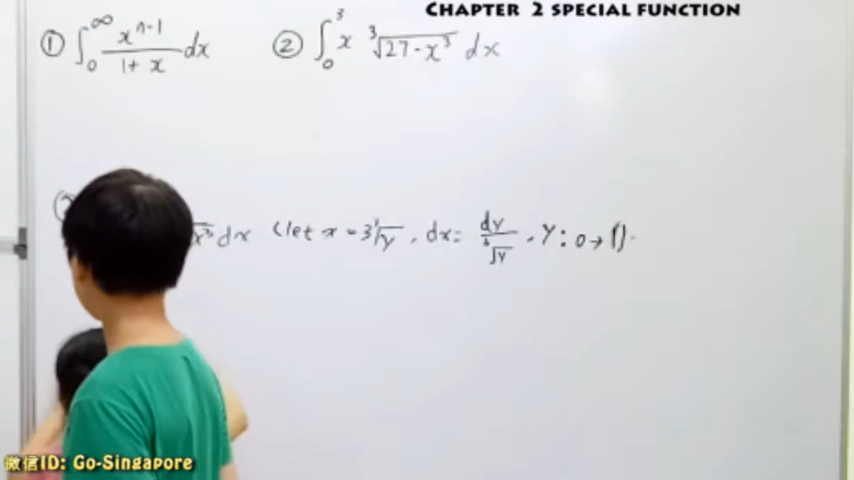 CHAPTER 2 SPECIAL FUNCTION
① ∫₀^∞ x^(n-1)/(1+x) dx ② ∫₀³ x ∛(27-x³) dx
x³ dx (let x = 3∛y, dx = dy/
y: 0→1).
微信ID: Go-Singapore